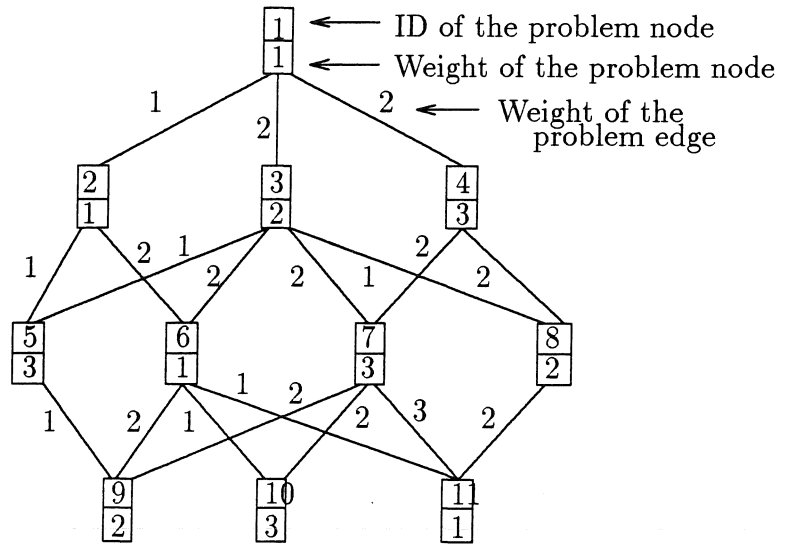 1 ID of the problem node
1 Weight of the problem node
1 2 2 Weight of the
problem edge
2 3 4
1 2 3
1 2 1 2 2 1 2 2
5 6 7 8
3 1 3 2
1 2 1 1 2 2 3 2
9 10 11
2 3 1